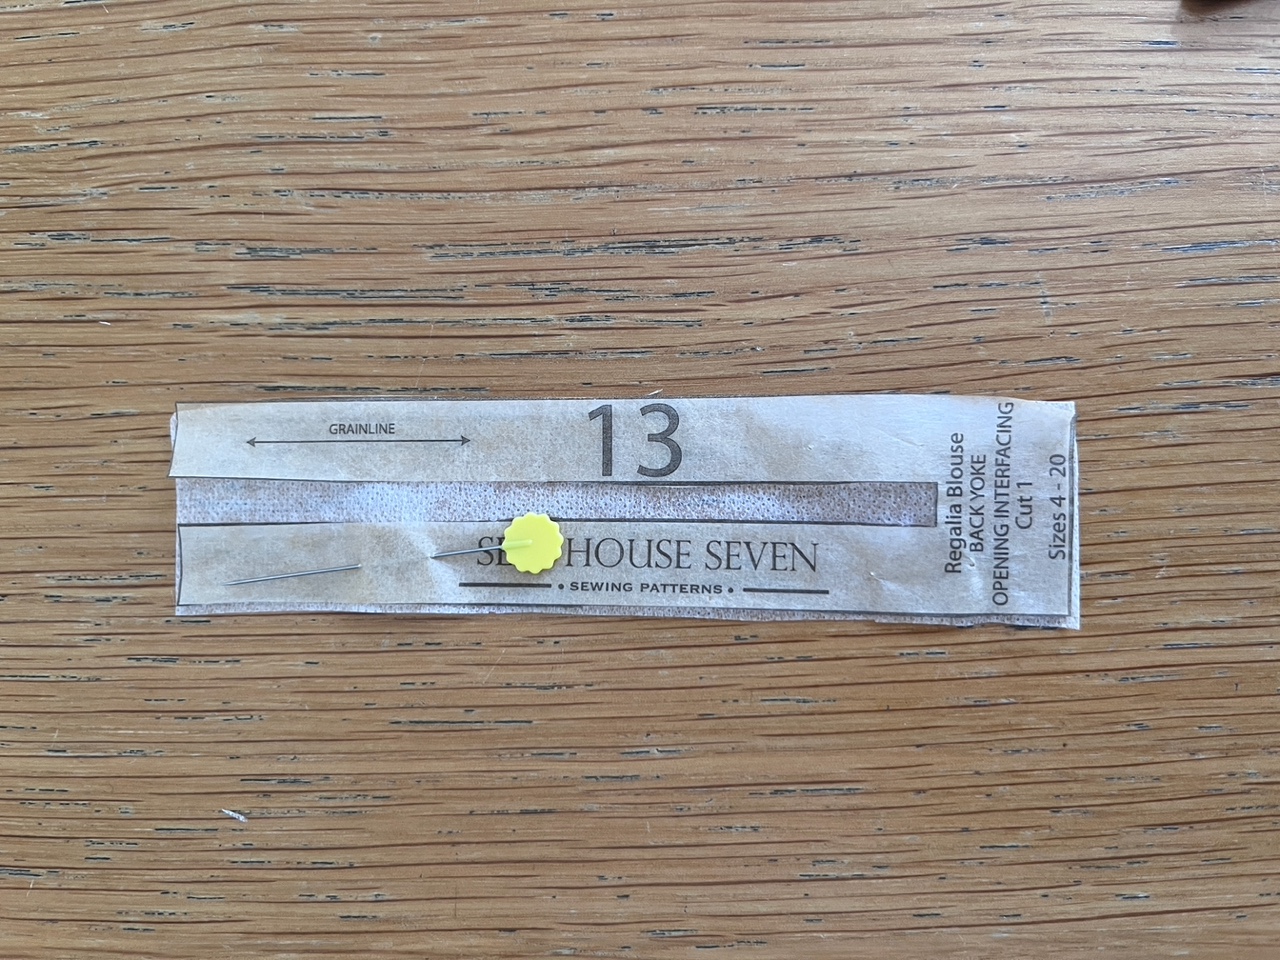 GRAINLINE
13
HOUSE SEVEN
• SEWING PATTERNS •
Regalia Blouse
BACK YOKE
OPENING INTERFACING
Cut 1
Sizes 4 - 20